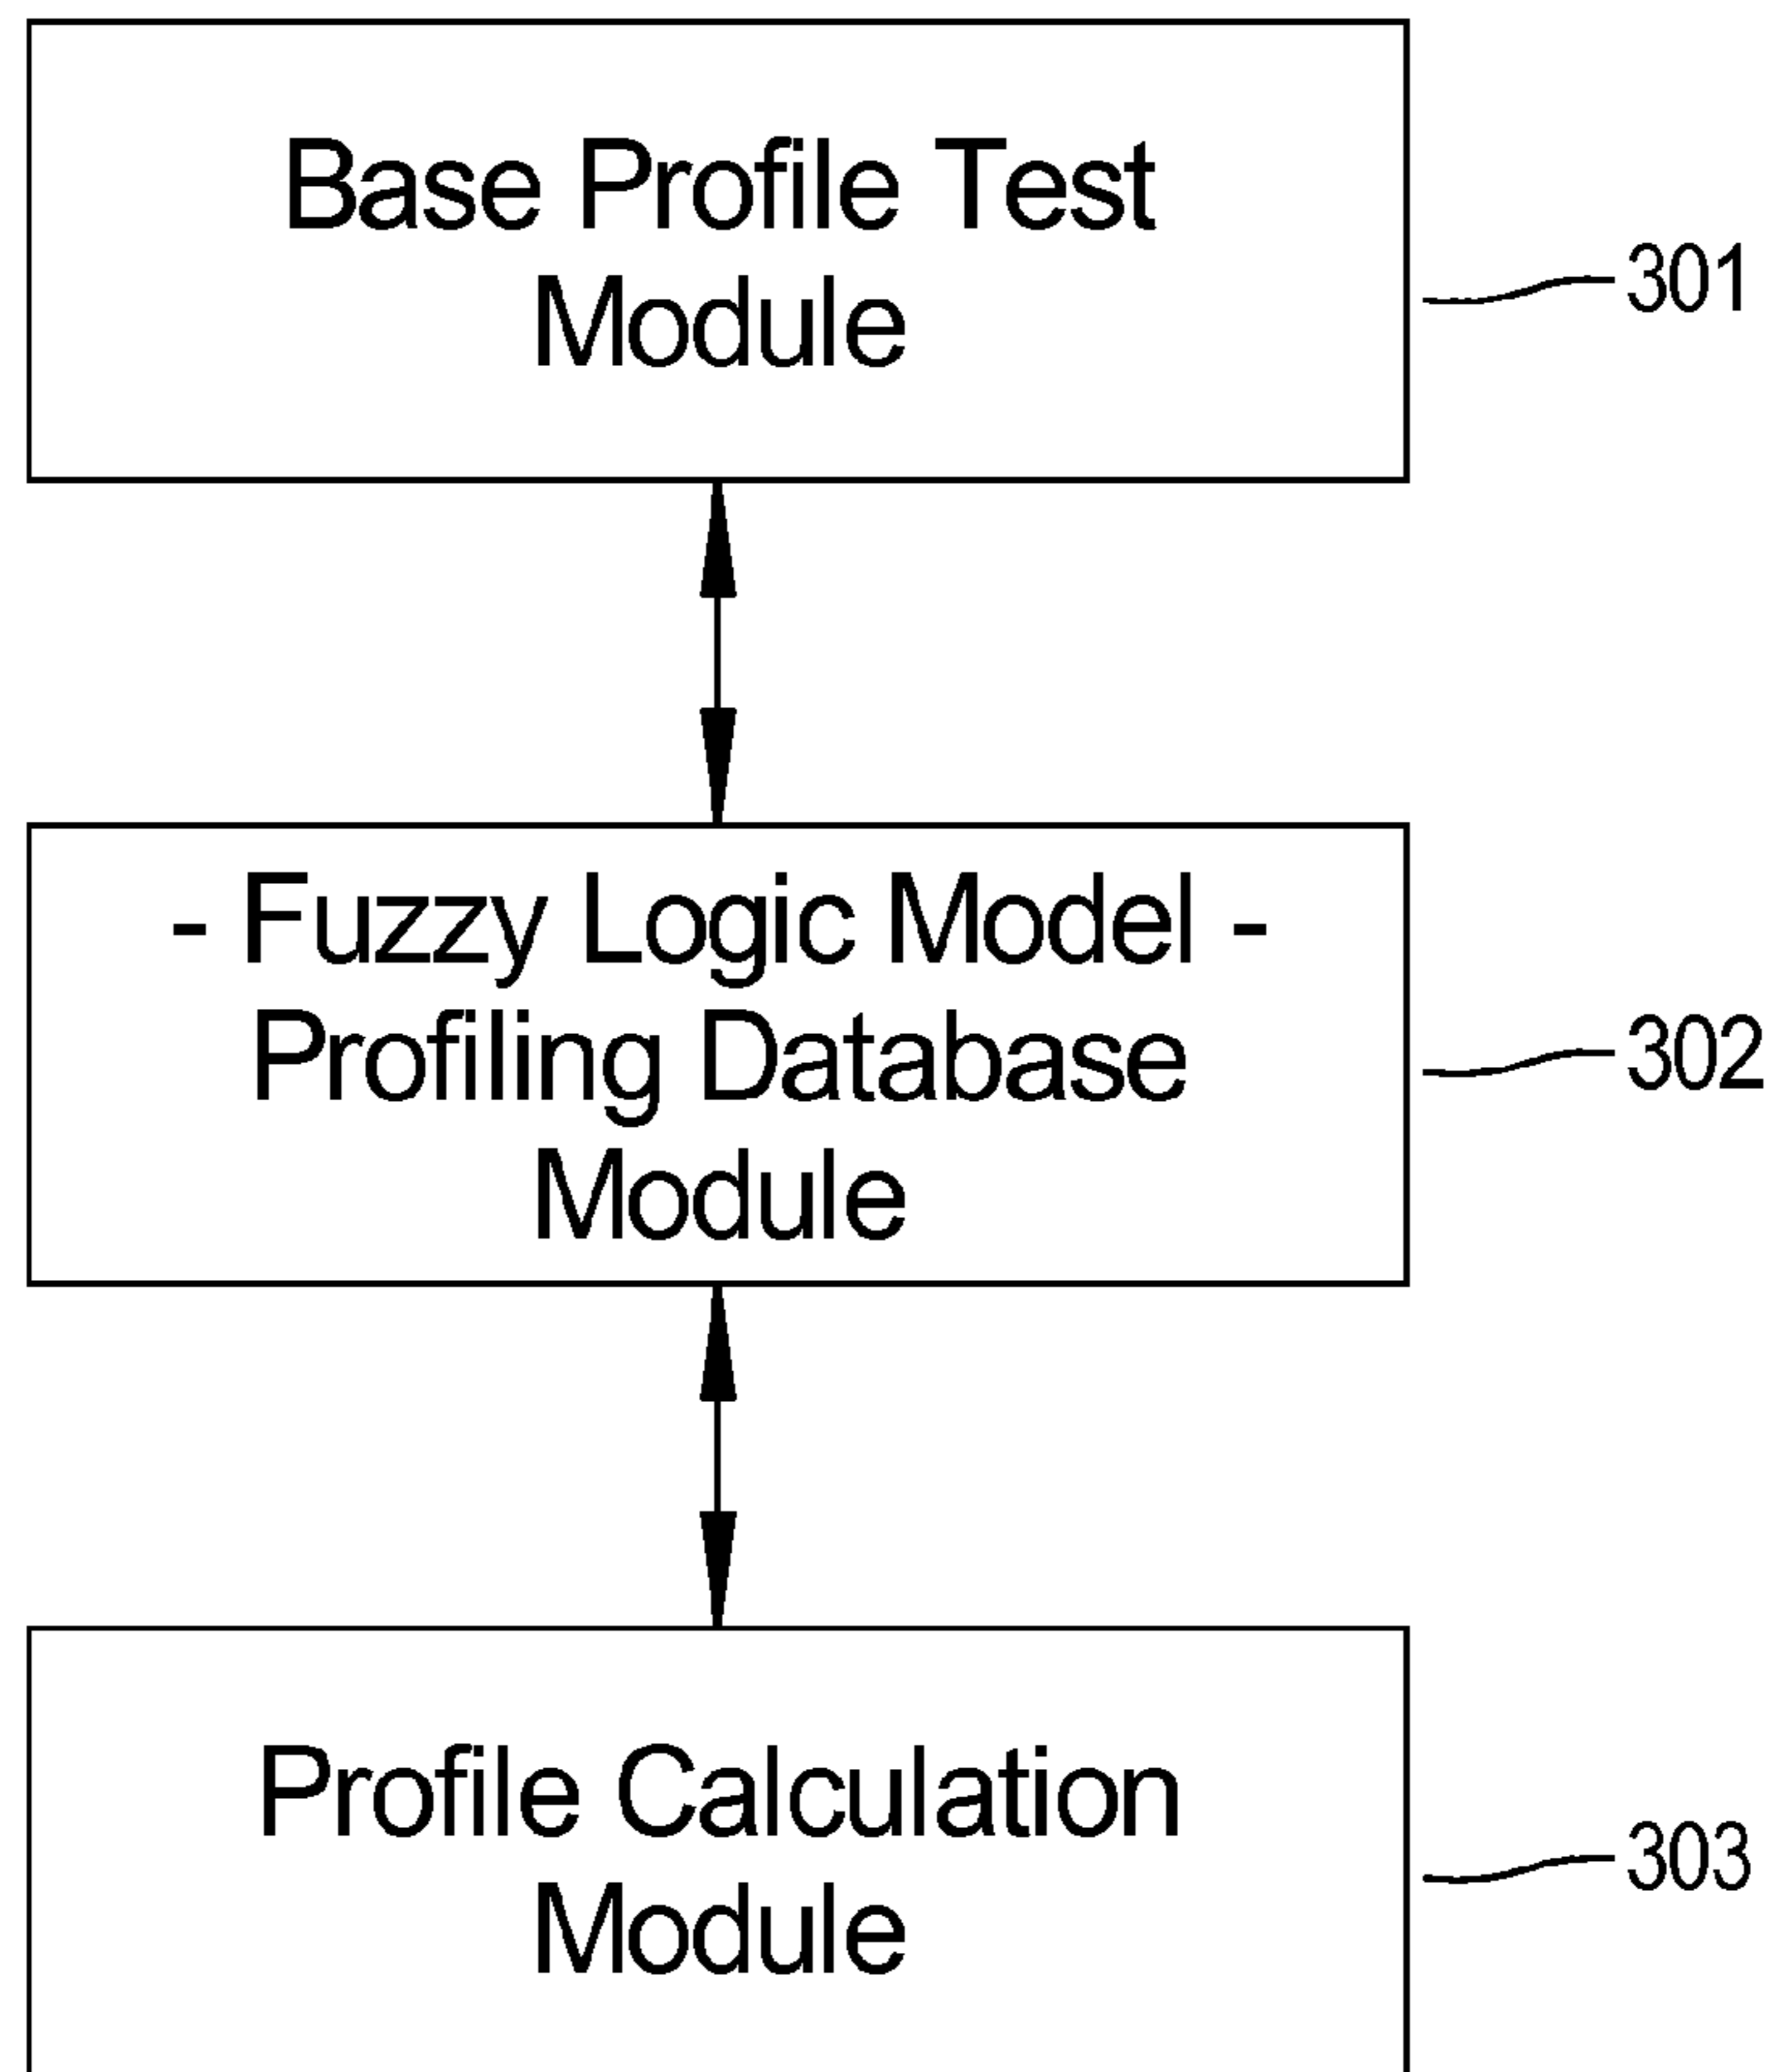 Base Profile Test
Module
301
- Fuzzy Logic Model -
Profiling Database
Module
302
Profile Calculation
Module
303